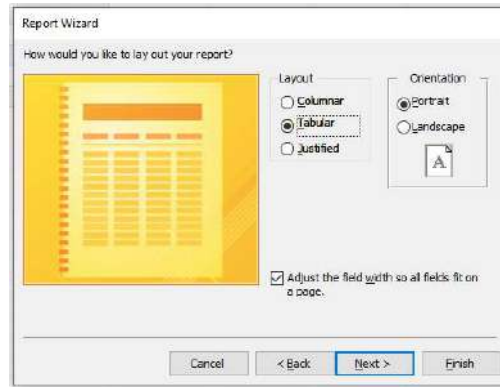 Report Wizard
How would you like to lay out your report?
Layout
Columnar
Tabular
Justified
Orientation
Portrait
Landscape
A
Adjust the field width so all fields fit on
a page.
Cancel
< Back
Next >
Finish